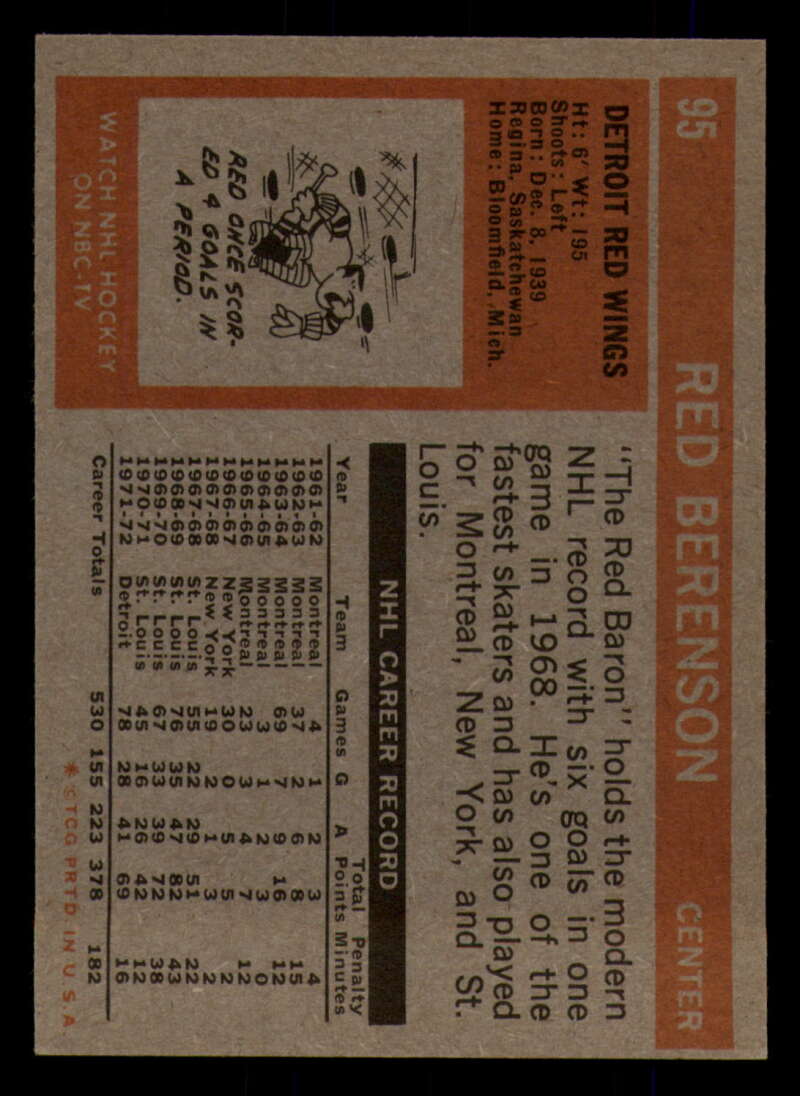 95 RED BERENSON CENTER
DETROIT RED WINGS
Ht: 6' Wt: 195
Shoots: Left
Born: Dec. 8, 1939
Regina, Saskatchewan
Home: Bloomfield, Mich.
RED ONCE SCOR-
ED 4 GOALS IN
A PERIOD.
WATCH NHL HOCKEY
ON NBC-TV
"The Red Baron" holds the modern
NHL record with six goals in one
game in 1968. He's one of the
fastest skaters and has also played
for Montreal, New York, and St.
Louis.
NHL CAREER RECORD
Total Penalty
Year Team Games G A Points Minutes
1961-62 Montreal 4 1 2 3 4
1962-63 Montreal 37 2 6 8 15
1963-64 Montreal 69 7 9 16 12
1964-65 Montreal 3 1 2 3 0
1965-66 Montreal 23 3 4 7 12
1966-67 New York 30 0 5 5 2
1967-68 New York 19 2 1 3 2
1967-68 St. Louis 55 22 29 51 22
1968-69 St. Louis 76 35 47 82 43
1969-70 St. Louis 67 33 39 72 38
1970-71 St. Louis 45 16 26 42 12
1971-72 Detroit 78 28 41 69 16
Career Totals 530 155 223 378 182
* © TCG PRTD IN U.S.A.